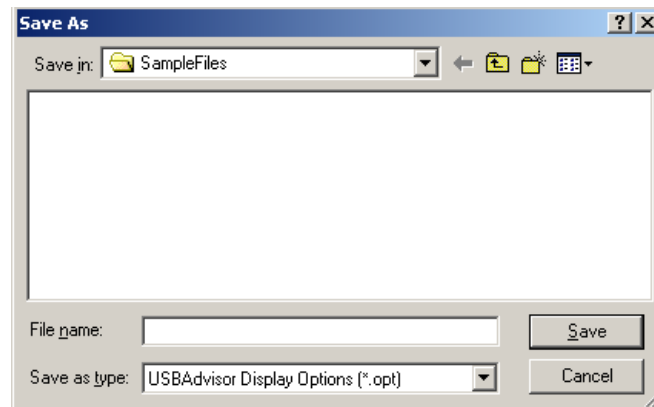 Save As
Save in: SampleFiles
File name:
Save
Save as type: USBAdvisor Display Options (*.opt)
Cancel